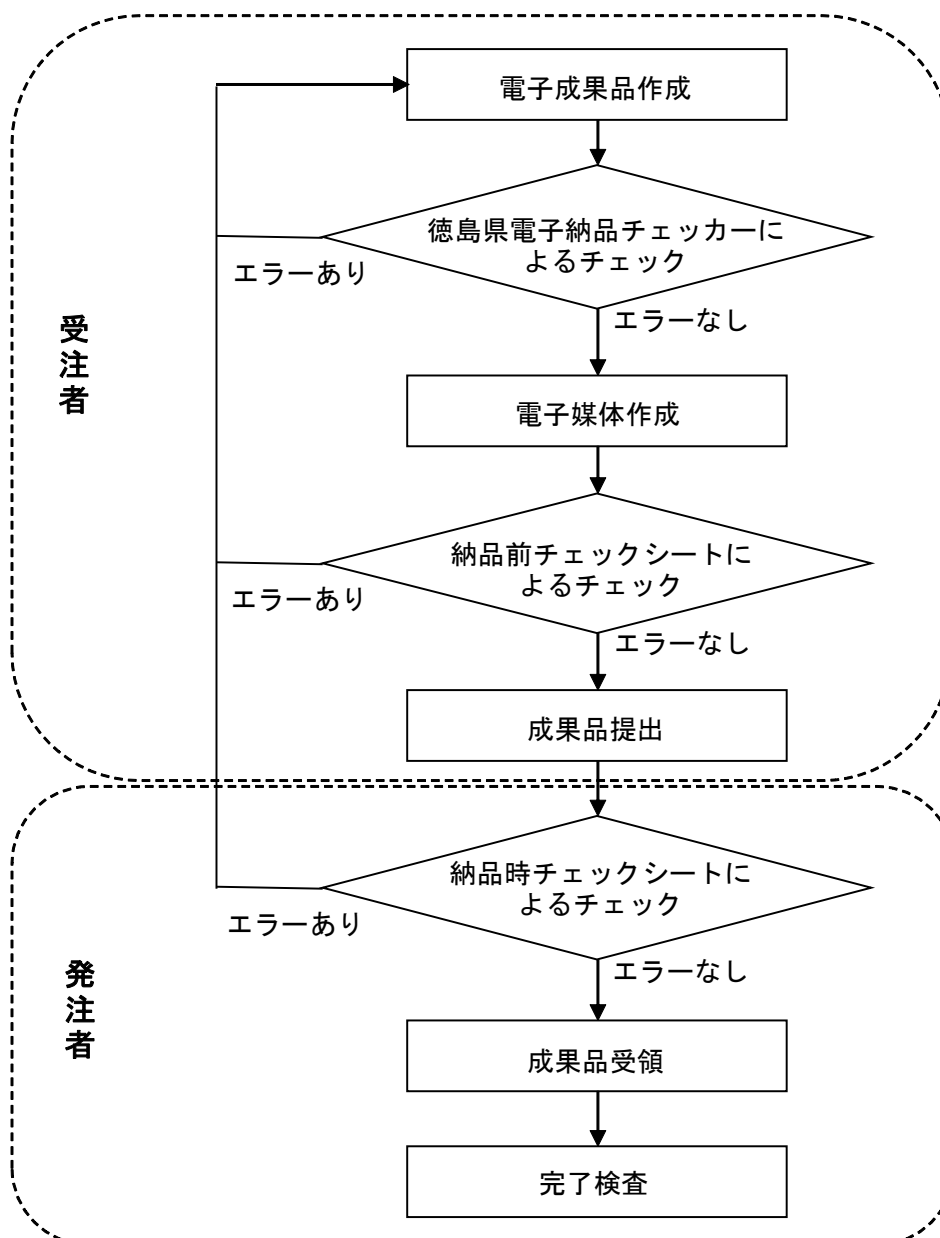 電子成果品作成
徳島県電子納品チェッカーに
よるチェック
エラーあり
エラーなし
受注者
電子媒体作成
納品前チェックシートに
よるチェック
エラーあり
エラーなし
成果品提出
納品時チェックシートに
よるチェック
エラーあり
エラーなし
発注者
成果品受領
完了検査